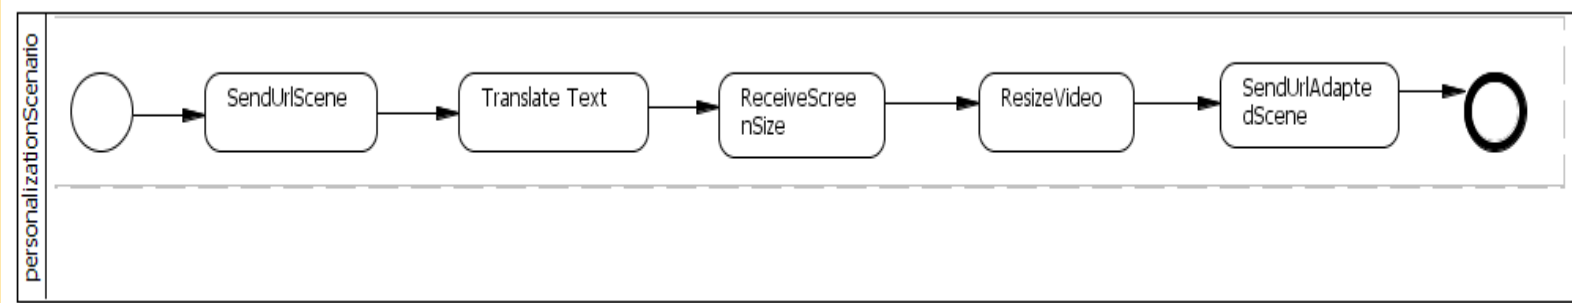 personalizationScenario
SendUrlScene
Translate Text
ReceiveScree
nSize
ResizeVideo
SendUrlAdapte
dScene